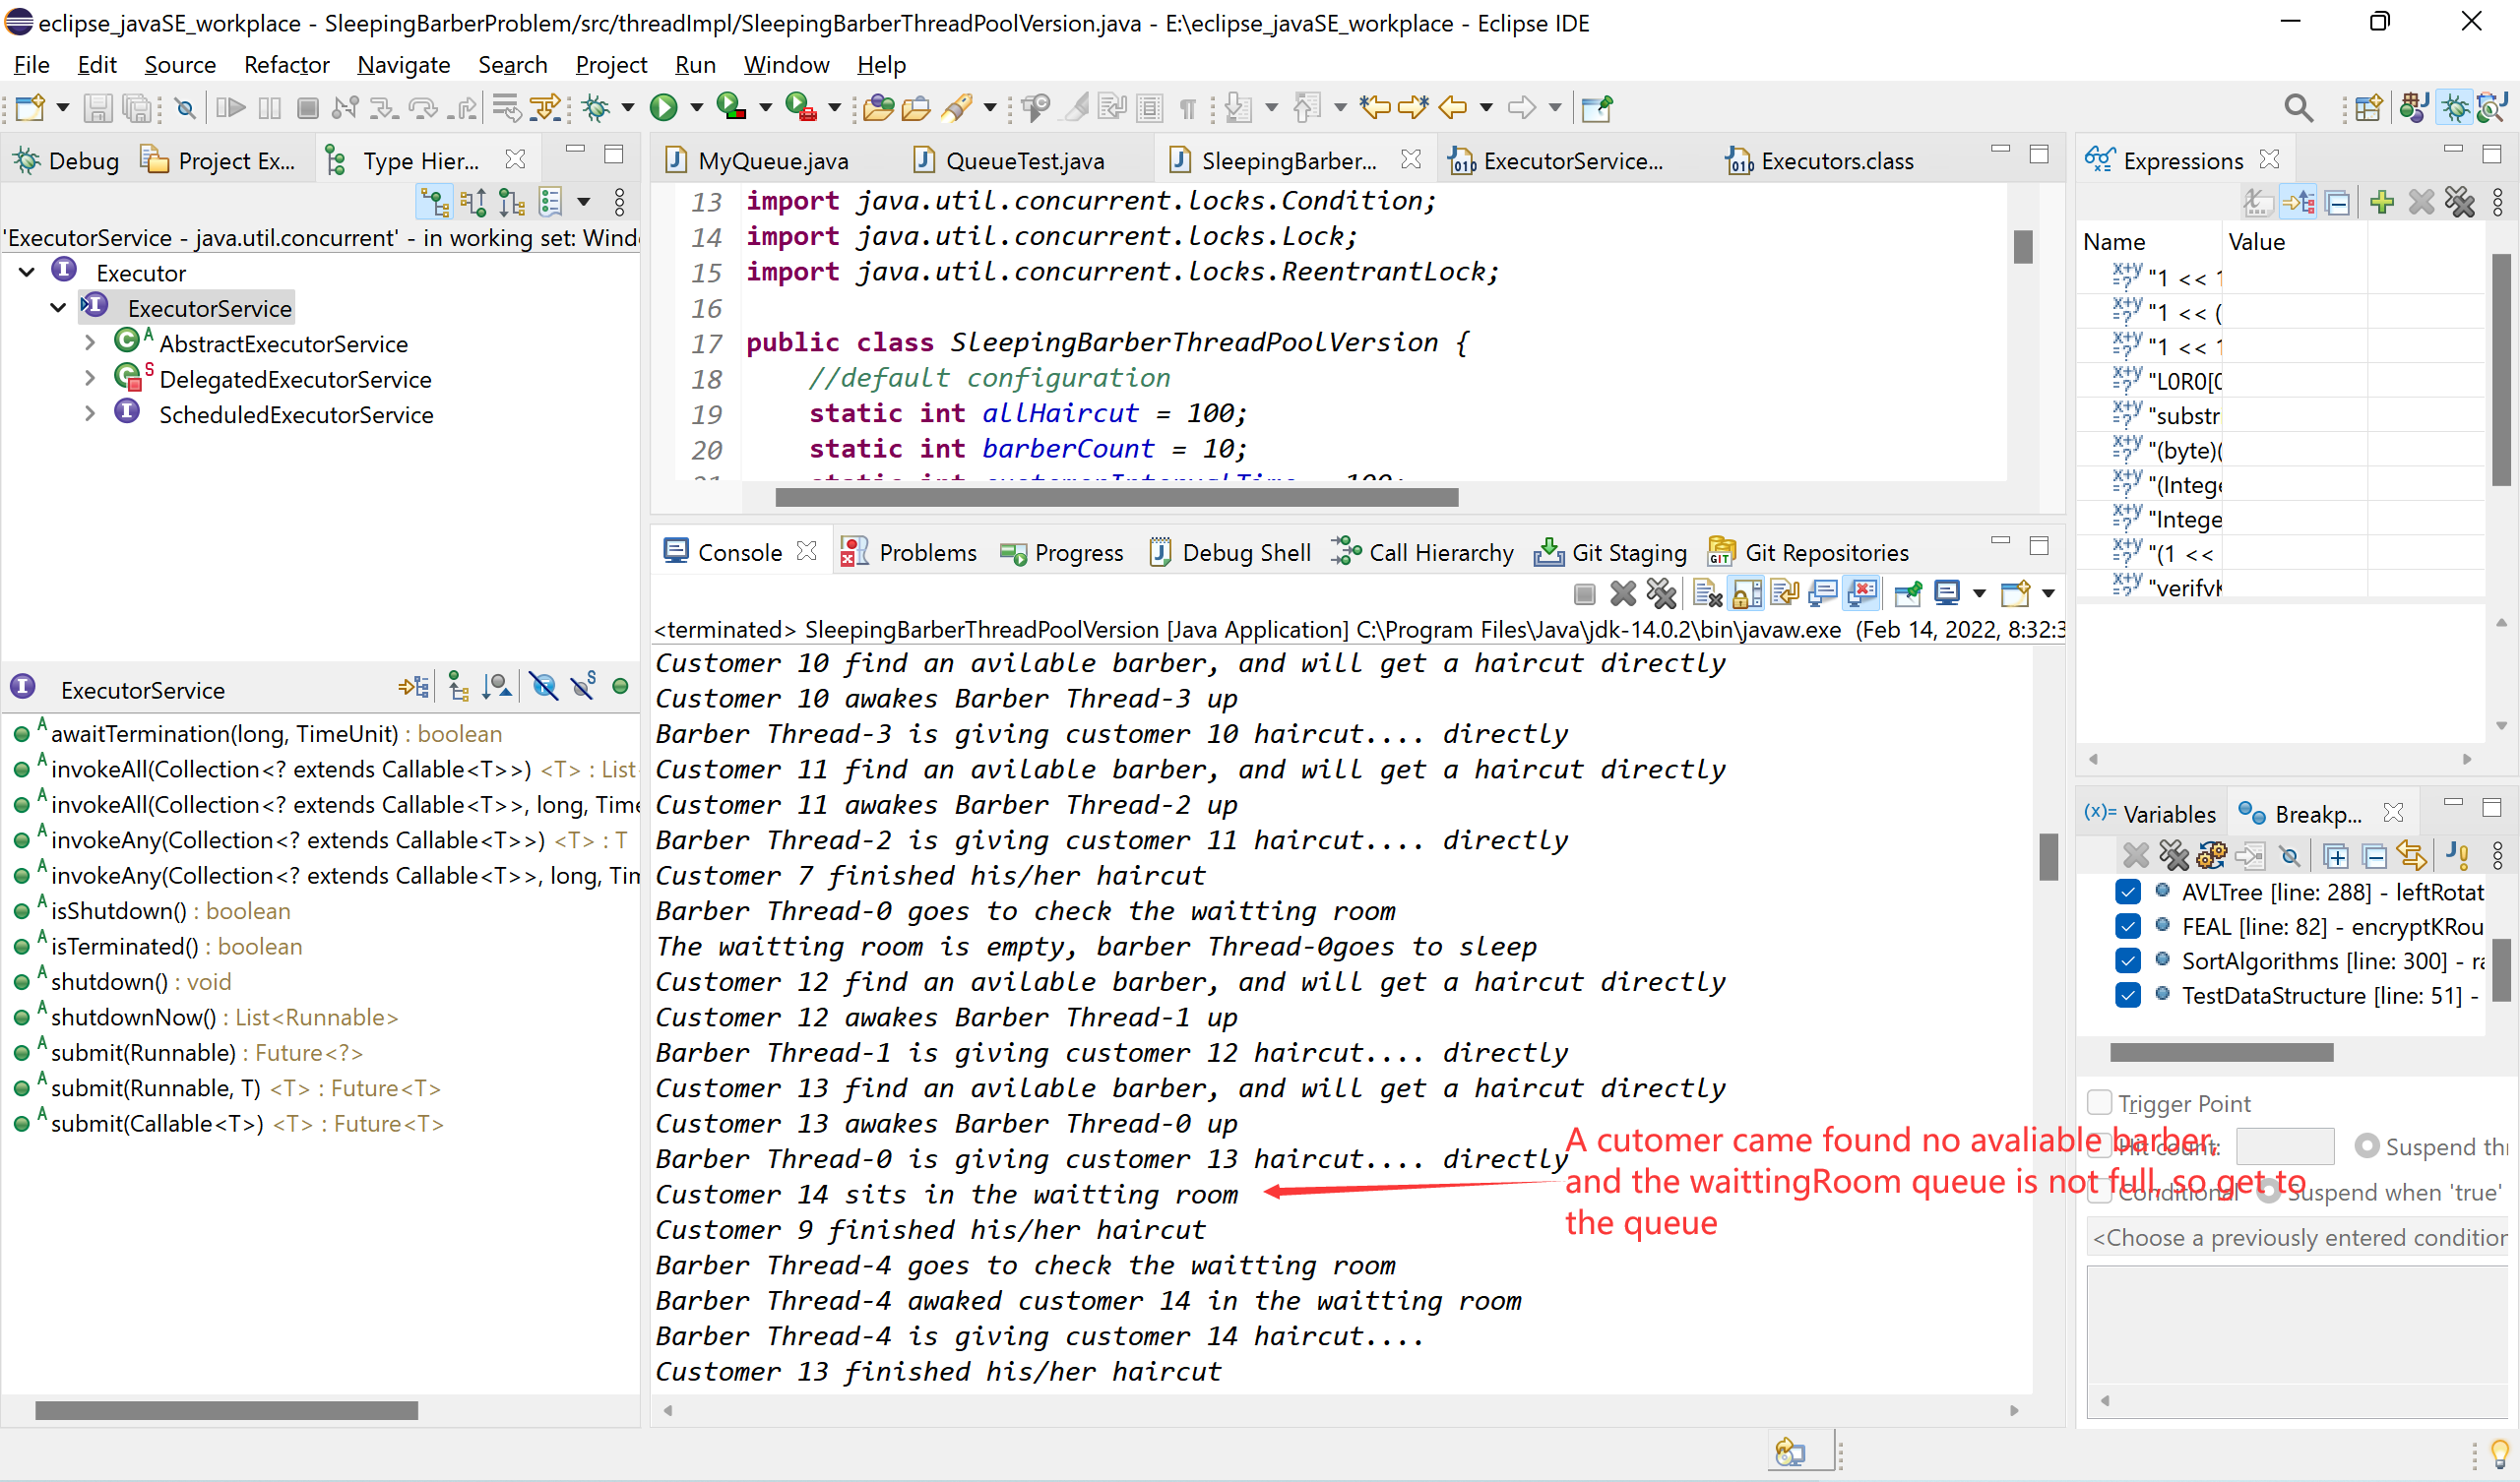 eclipse_javaSE_workplace - SleepingBarberProblem/src/threadImpl/SleepingBarberThreadPoolVersion.java - E:\eclipse_javaSE_workplace - Eclipse IDE
File Edit Source Refactor Navigate Search Project Run Window Help
Debug Project Ex... Type Hier...
'ExecutorService - java.util.concurrent' - in working set: Wind
Executor
ExecutorService
AbstractExecutorService
DelegatedExecutorService
ScheduledExecutorService
ExecutorService
awaitTermination(long, TimeUnit) : boolean
invokeAll(Collection<? extends Callable<T>>) <T> : List
invokeAll(Collection<? extends Callable<T>>, long, Time
invokeAny(Collection<? extends Callable<T>>) <T> : T
invokeAny(Collection<? extends Callable<T>>, long, Tim
isShutdown() : boolean
isTerminated() : boolean
shutdown() : void
shutdownNow() : List<Runnable>
submit(Runnable) : Future<?>
submit(Runnable, T) <T> : Future<T>
submit(Callable<T>) <T> : Future<T>
MyQueue.java QueueTest.java SleepingBarber... ExecutorService... Executors.class
13 import java.util.concurrent.locks.Condition;
14 import java.util.concurrent.locks.Lock;
15 import java.util.concurrent.locks.ReentrantLock;
16
17 public class SleepingBarberThreadPoolVersion {
18 //default configuration
19 static int allHaircut = 100;
20 static int barberCount = 10;
21 static int customerIntervalTime = 100;
Console Problems Progress Debug Shell Call Hierarchy Git Staging Git Repositories
<terminated> SleepingBarberThreadPoolVersion [Java Application] C:\Program Files\Java\jdk-14.0.2\bin\javaw.exe (Feb 14, 2022, 8:32:3
Customer 10 find an avilable barber, and will get a haircut directly
Customer 10 awakes Barber Thread-3 up
Barber Thread-3 is giving customer 10 haircut.... directly
Customer 11 find an avilable barber, and will get a haircut directly
Customer 11 awakes Barber Thread-2 up
Barber Thread-2 is giving customer 11 haircut.... directly
Customer 7 finished his/her haircut
Barber Thread-0 goes to check the waitting room
The waitting room is empty, barber Thread-0goes to sleep
Customer 12 find an avilable barber, and will get a haircut directly
Customer 12 awakes Barber Thread-1 up
Barber Thread-1 is giving customer 12 haircut.... directly
Customer 13 find an avilable barber, and will get a haircut directly
Customer 13 awakes Barber Thread-0 up
Barber Thread-0 is giving customer 13 haircut.... directly
Customer 14 sits in the waitting room
Customer 9 finished his/her haircut
Barber Thread-4 goes to check the waitting room
Barber Thread-4 awaked customer 14 in the waitting room
Barber Thread-4 is giving customer 14 haircut....
Customer 13 finished his/her haircut
A cutomer came found no avaliable barber,
and the waittingRoom queue is not full, so get to
the queue
Expressions
Name Value
"1 << 1
"1 << (
"1 << 1
"L0R0[0
"substr
"(byte)(
"(Intege
"Intege
"(1 <<
"verifyK
Variables Breakp...
AVLTree [line: 288] - leftRotat
FEAL [line: 82] - encryptKRou
SortAlgorithms [line: 300] - ra
TestDataStructure [line: 51] -
Trigger Point
Hit count: Suspend thr
Conditional Suspend when 'true'
<Choose a previously entered condition